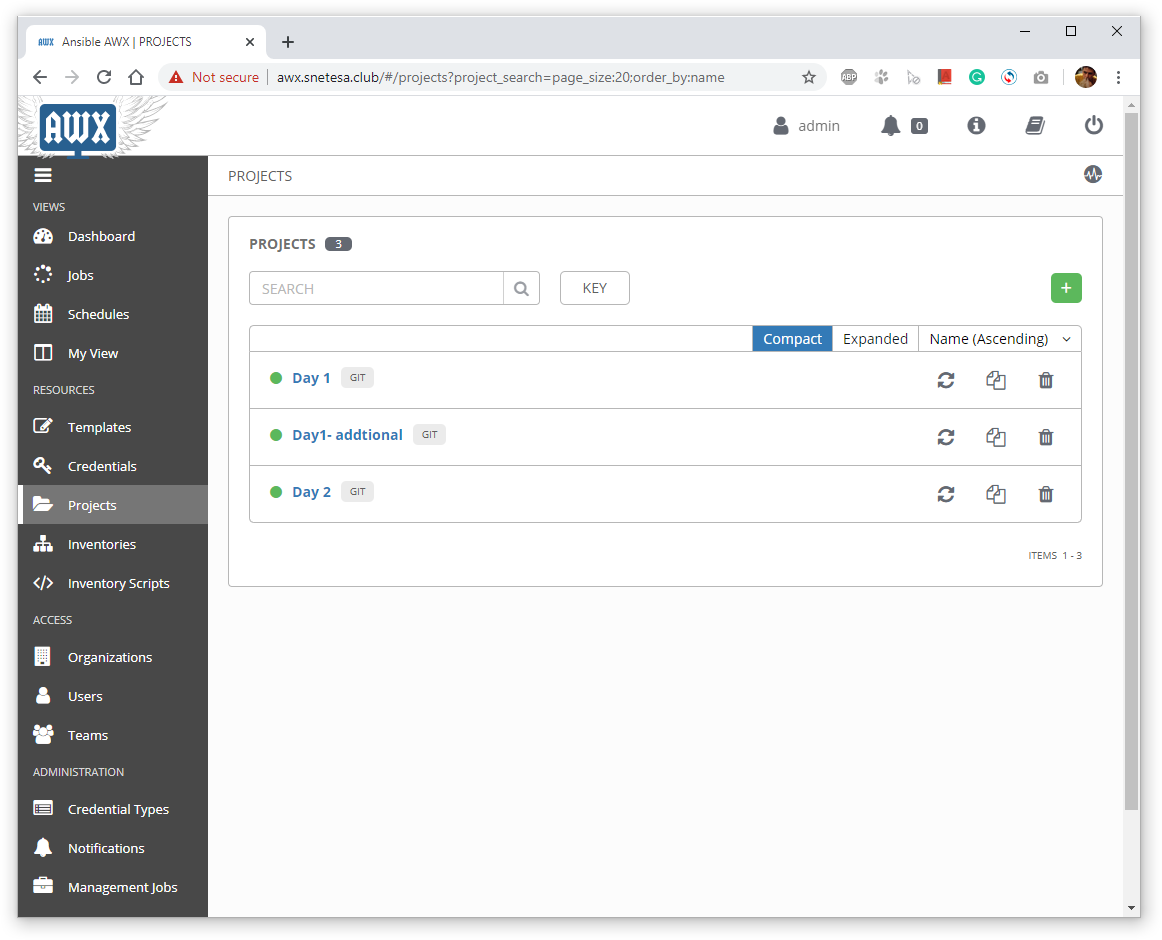 AWX Ansible AWX | PROJECTS
Not secure awx.snetesa.club/#/projects?project_search=page_size:20;order_by:name
ABP
AWX
admin 0
PROJECTS
VIEWS
Dashboard
Jobs
Schedules
My View
RESOURCES
Templates
Credentials
Projects
Inventories
Inventory Scripts
ACCESS
Organizations
Users
Teams
ADMINISTRATION
Credential Types
Notifications
Management Jobs
PROJECTS 3
SEARCH KEY +
Compact Expanded Name (Ascending)
Day 1 GIT
Day1- addtional GIT
Day 2 GIT
ITEMS 1 - 3